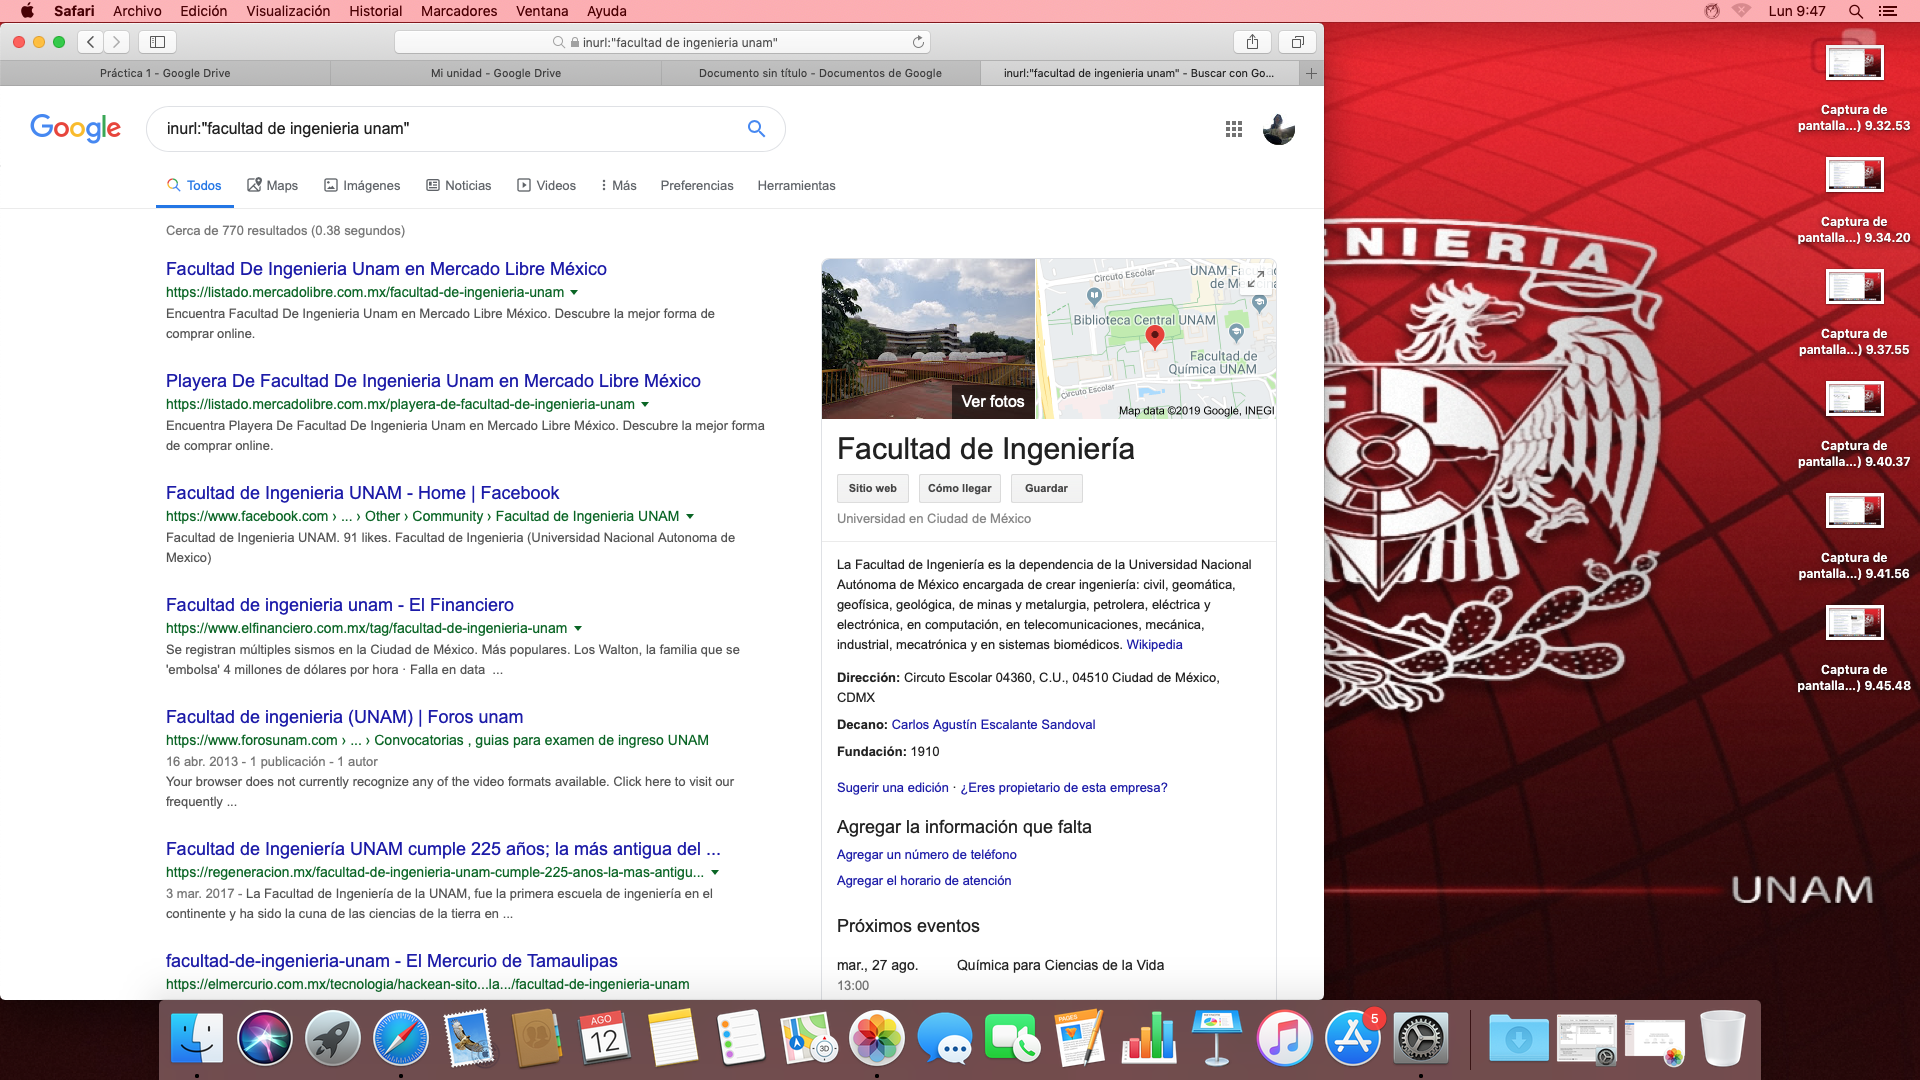 Safari Archivo Edición Visualización Historial Marcadores Ventana Ayuda
Lun 9:47
inurl:"facultad de ingenieria unam"
Práctica 1 - Google Drive
Mi unidad - Google Drive
Documento sin título - Documentos de Google
inurl:"facultad de ingenieria unam" - Buscar con Go...
Google
inurl:"facultad de ingenieria unam"
Todos Maps Imágenes Noticias Videos Más Preferencias Herramientas
Cerca de 770 resultados (0.38 segundos)
Facultad De Ingenieria Unam en Mercado Libre México
https://listado.mercadolibre.com.mx/facultad-de-ingenieria-unam
Encuentra Facultad De Ingenieria Unam en Mercado Libre México. Descubre la mejor forma de
comprar online.
Playera De Facultad De Ingenieria Unam en Mercado Libre México
https://listado.mercadolibre.com.mx/playera-de-facultad-de-ingenieria-unam
Encuentra Playera De Facultad De Ingenieria Unam en Mercado Libre México. Descubre la mejor forma
de comprar online.
Facultad de Ingenieria UNAM - Home | Facebook
https://www.facebook.com › ... › Other › Community › Facultad de Ingenieria UNAM
Facultad de Ingenieria UNAM. 91 likes. Facultad de Ingenieria (Universidad Nacional Autonoma de
Mexico)
Facultad de ingenieria unam - El Financiero
https://www.elfinanciero.com.mx/tag/facultad-de-ingenieria-unam
Se registran múltiples sismos en la Ciudad de México. Más populares. Los Walton, la familia que se
'embolsa' 4 millones de dólares por hora · Falla en data ...
Facultad de ingenieria (UNAM) | Foros unam
https://www.forosunam.com › ... › Convocatorias , guias para examen de ingreso UNAM
16 abr. 2013 - 1 publicación - 1 autor
Your browser does not currently recognize any of the video formats available. Click here to visit our
frequently ...
Facultad de Ingeniería UNAM cumple 225 años; la más antigua del ...
https://regeneracion.mx/facultad-de-ingenieria-unam-cumple-225-anos-la-mas-antigu...
3 mar. 2017 - La Facultad de Ingeniería de la UNAM, fue la primera escuela de ingeniería en el
continente y ha sido la cuna de las ciencias de la tierra en ...
facultad-de-ingenieria-unam - El Mercurio de Tamaulipas
https://elmercurio.com.mx/tecnologia/hackean-sito...la.../facultad-de-ingenieria-unam
Ver fotos
Circuto Escolar
UNAM Facultad
de Medicina
Biblioteca Central UNAM
Facultad de
Química UNAM
Circuto Escolar
Map data ©2019 Google, INEGI
Facultad de Ingeniería
Sitio web Cómo llegar Guardar
Universidad en Ciudad de México
La Facultad de Ingeniería es la dependencia de la Universidad Nacional
Autónoma de México encargada de crear ingeniería: civil, geomática,
geofísica, geológica, de minas y metalurgia, petrolera, eléctrica y
electrónica, en computación, en telecomunicaciones, mecánica,
industrial, mecatrónica y en sistemas biomédicos. Wikipedia
Dirección: Circuto Escolar 04360, C.U., 04510 Ciudad de México,
CDMX
Decano: Carlos Agustín Escalante Sandoval
Fundación: 1910
Sugerir una edición · ¿Eres propietario de esta empresa?
Agregar la información que falta
Agregar un número de teléfono
Agregar el horario de atención
Próximos eventos
mar., 27 ago. Química para Ciencias de la Vida
13:00
NIERIA
UNAM
Captura de
pantalla...) 9.32.53
Captura de
pantalla...) 9.34.20
Captura de
pantalla...) 9.37.55
Captura de
pantalla...) 9.40.37
Captura de
pantalla...) 9.41.56
Captura de
pantalla...) 9.45.48
AGO
12
3D
PAGES
5